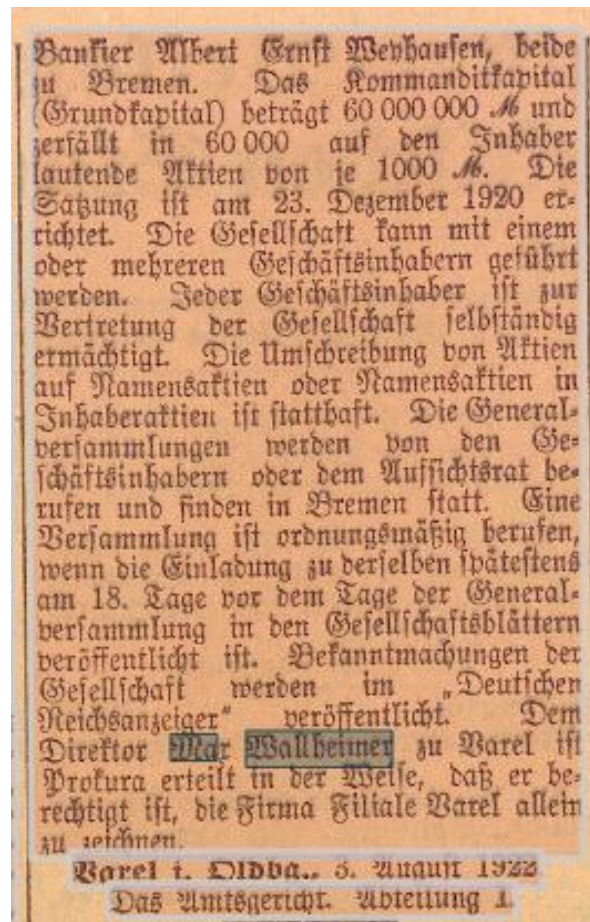 Bankier Albert Ernst Weyhausen, beide
zu Bremen. Das Kommanditkapital
(Grundkapital) beträgt 60 000 000 ℳ und
zerfällt in 60 000 auf den Inhaber
lautende Aktien von je 1000 ℳ. Die
Satzung ist am 23. Dezember 1920 er-
richtet. Die Gesellschaft kann mit einem
oder mehreren Geschäftsinhabern geführt
werden. Jeder Geschäftsinhaber ist zur
Vertretung der Gesellschaft selbständig
ermächtigt. Die Umschreibung von Aktien
auf Namensaktien oder Namensaktien in
Inhaberaktien ist statthaft. Die General-
versammlungen werden von den Ge-
schäftsinhabern oder dem Aufsichtsrat be-
rufen und finden in Bremen statt. Eine
Versammlung ist ordnungsmäßig berufen,
wenn die Einladung zu derselben spätestens
am 18. Tage vor dem Tage der General-
versammlung in den Gesellschaftsblättern
veröffentlicht ist. Bekanntmachungen der
Gesellschaft werden im „Deutschen
Reichsanzeiger“ veröffentlicht. Dem
Direktor Max Wallheimer zu Varel ist
Prokura erteilt in der Weise, daß er be-
rechtigt ist, die Firma Filiale Varel allein
zu zeichnen.
Varel i. Oldbg., 5. August 1922.
Das Amtsgericht. Abteilung I.